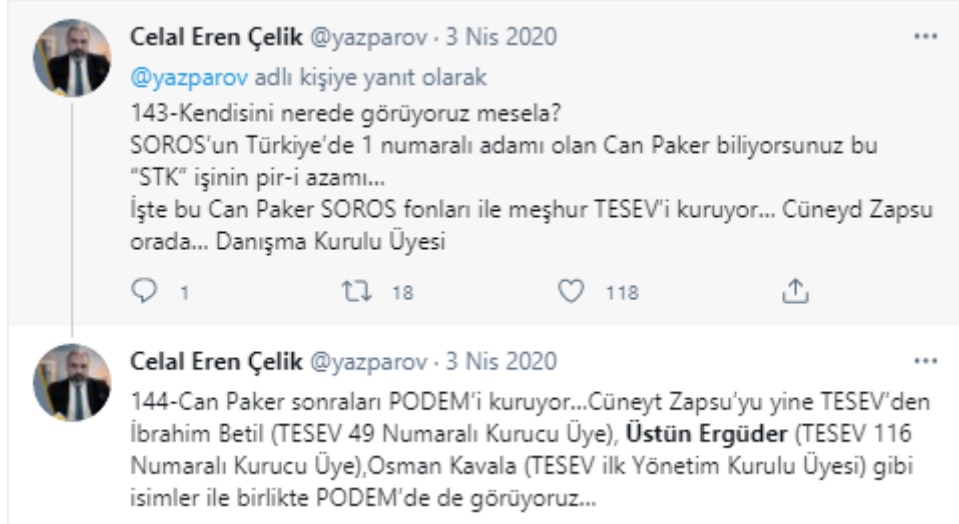 Celal Eren Çelik @yazparov · 3 Nis 2020
@yazparov adlı kişiye yanıt olarak
143-Kendisini nerede görüyoruz mesela?
SOROS’un Türkiye’de 1 numaralı adamı olan Can Paker biliyorsunuz bu
“STK” işinin pir-i azamı...
İşte bu Can Paker SOROS fonları ile meşhur TESEV’i kuruyor... Cüneyd Zapsu
orada... Danışma Kurulu Üyesi
1 18 118
Celal Eren Çelik @yazparov · 3 Nis 2020
144-Can Paker sonraları PODEM’i kuruyor...Cüneyt Zapsu’yu yine TESEV’den
İbrahim Betil (TESEV 49 Numaralı Kurucu Üye), Üstün Ergüder (TESEV 116
Numaralı Kurucu Üye),Osman Kavala (TESEV ilk Yönetim Kurulu Üyesi) gibi
isimler ile birlikte PODEM’de de görüyoruz...